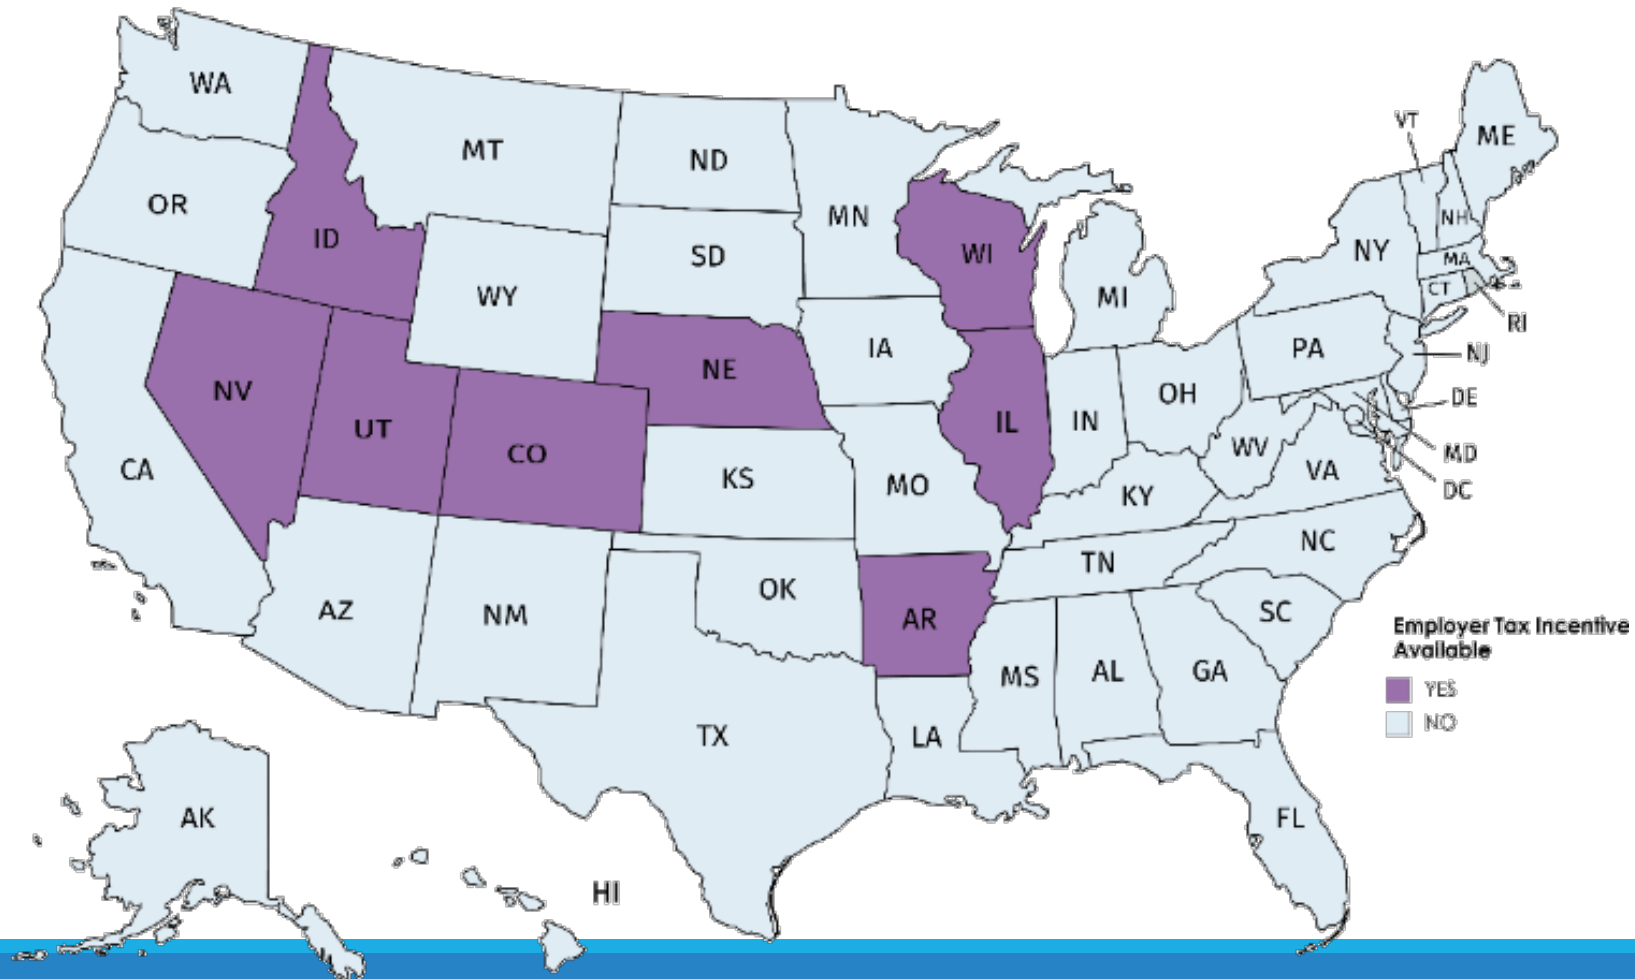 WA
MT
ND
MN
OR
ID
SD
WI
WY
MI
VT
ME
NH
NY
MA
CT
RI
NV
UT
CO
NE
IA
IL
IN
OH
PA
NJ
DE
MD
DC
CA
KS
MO
KY
WV
VA
AZ
NM
OK
AR
TN
NC
SC
TX
LA
MS
AL
GA
FL
AK
HI
Employer Tax Incentive
Available
YES
NO